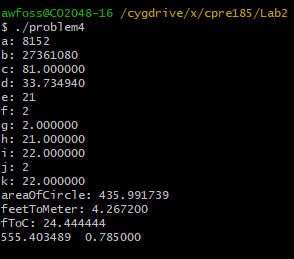 awfoss@CO2048-16 /cygdrive/x/cpre185/Lab2
$ ./problem4
a: 8152
b: 27361080
c: 81.000000
d: 33.734940
e: 21
f: 2
g: 2.000000
h: 21.000000
i: 22.000000
j: 2
k: 22.000000
areaOfCircle: 435.991739
feetToMeter: 4.267200
fToC: 24.444444
555.403489  0.785000